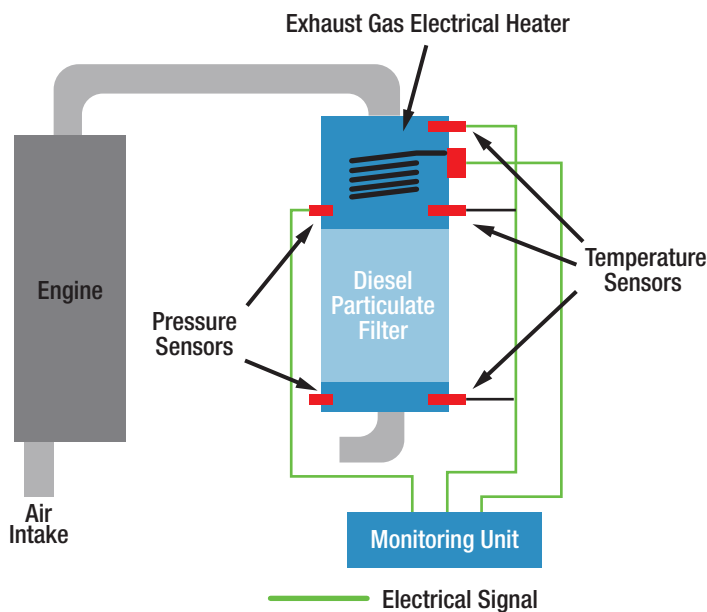 Exhaust Gas Electrical Heater
Engine
Diesel
Particulate
Filter
Temperature
Sensors
Pressure
Sensors
Air
Intake
Monitoring Unit
Electrical Signal